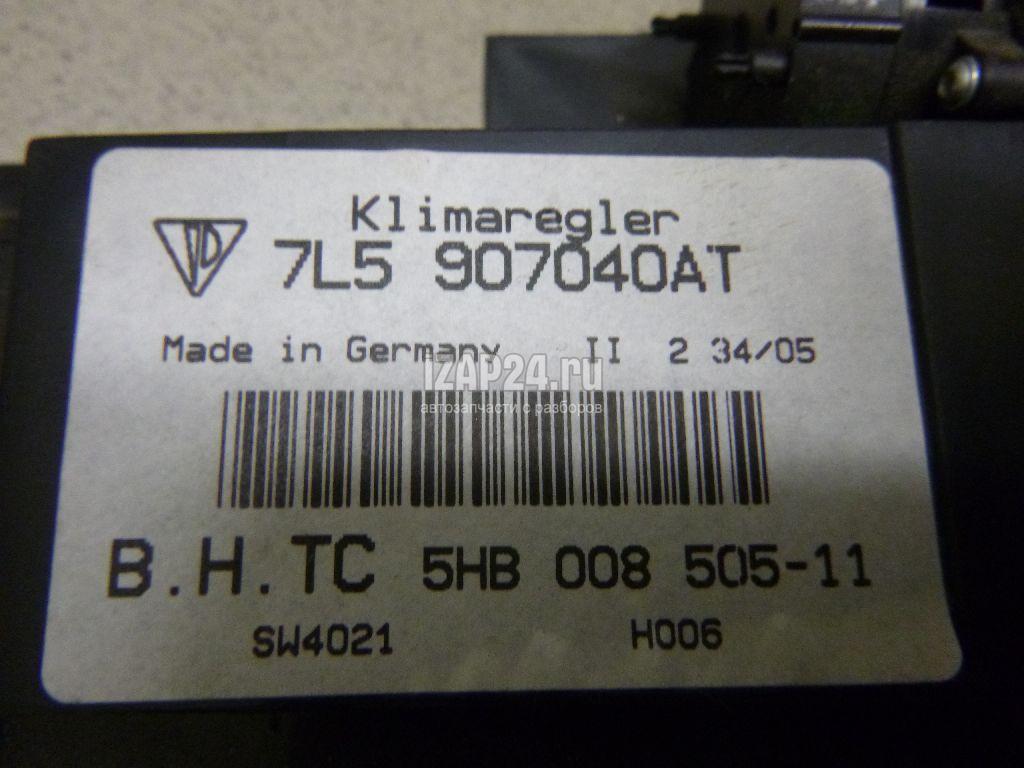 Klimaregler
7L5 907040AT
Made in Germany II 2 34/05
IZAP24.ru
автозапчасти с разборов
B.H.TC 5HB 008 505-11
SW4021 H006